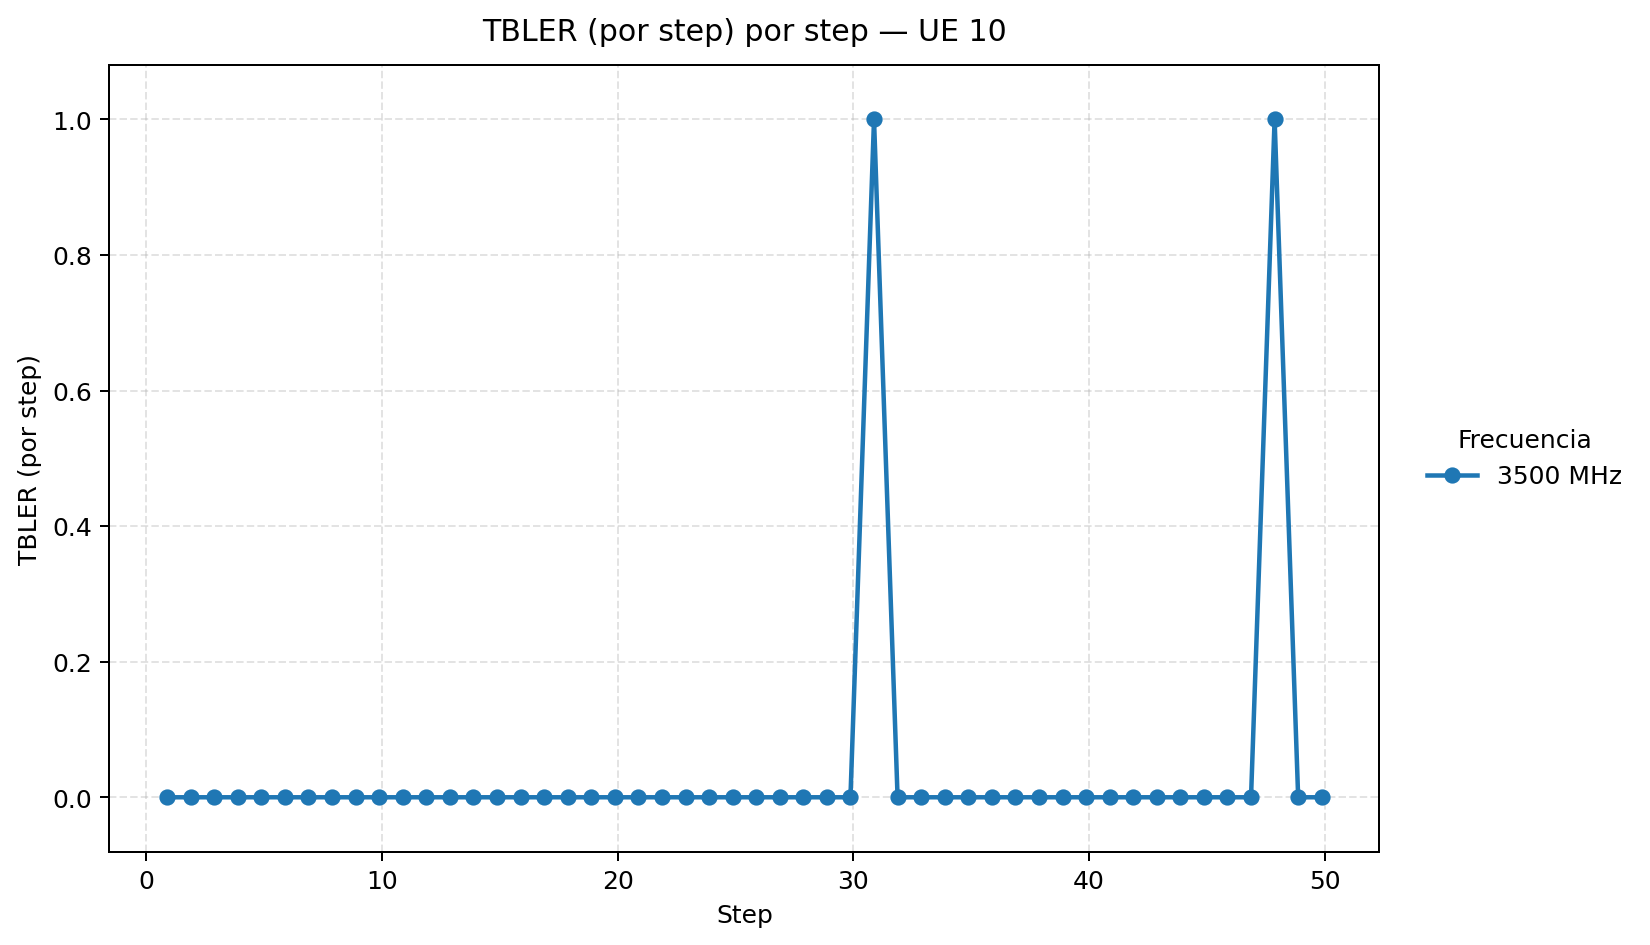 TBLER (por step) por step — UE 10
TBLER (por step)
1.0
0.8
0.6
0.4
0.2
0.0
0 10 20 30 40 50
Step
Frecuencia
3500 MHz